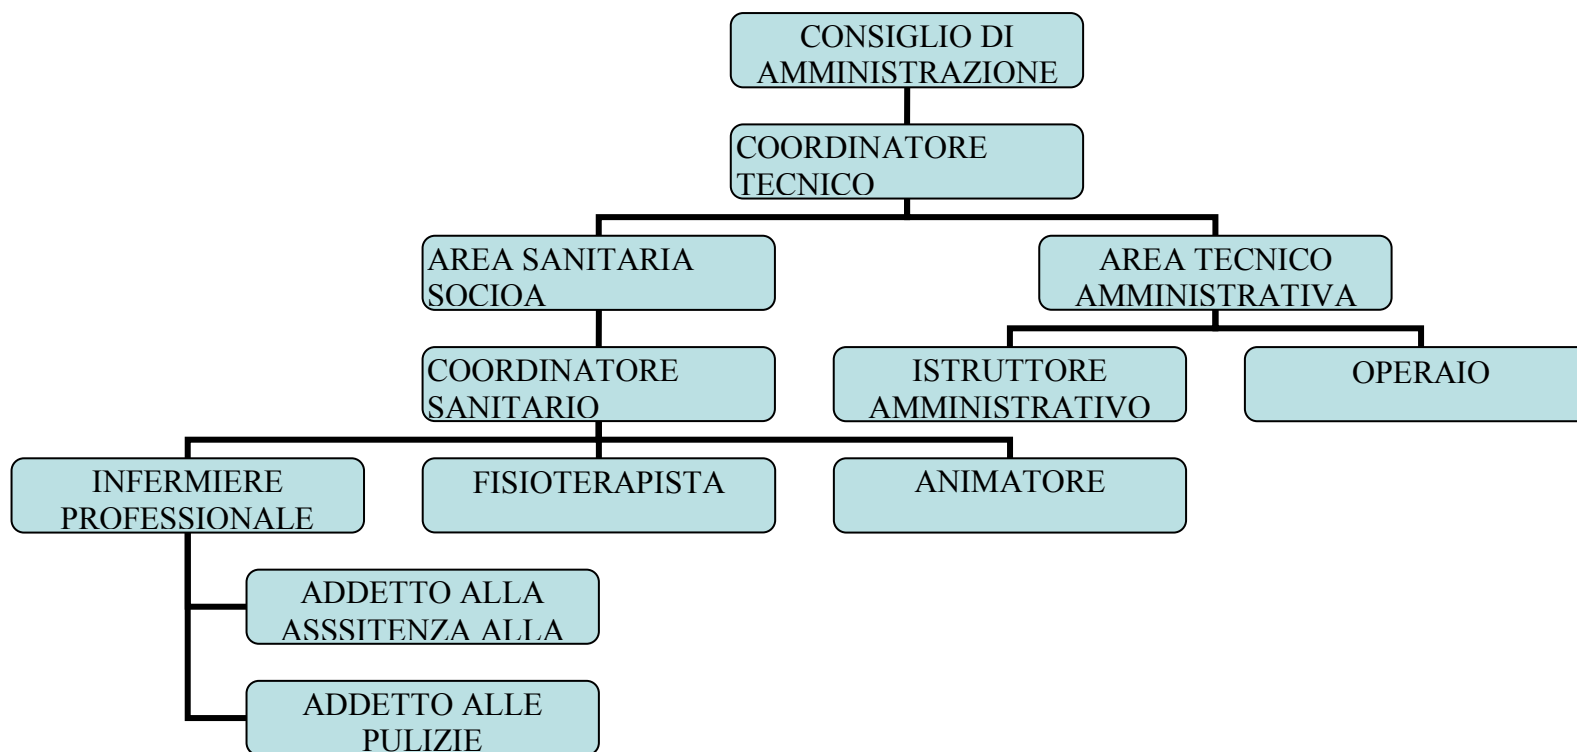 CONSIGLIO DI
AMMINISTRAZIONE
COORDINATORE
TECNICO
AREA SANITARIA
SOCIOA
AREA TECNICO
AMMINISTRATIVA
COORDINATORE
SANITARIO
ISTRUTTORE
AMMINISTRATIVO
OPERAIO
INFERMIERE
PROFESSIONALE
FISIOTERAPISTA
ANIMATORE
ADDETTO ALLA
ASSSITENZA ALLA
ADDETTO ALLE
PULIZIE